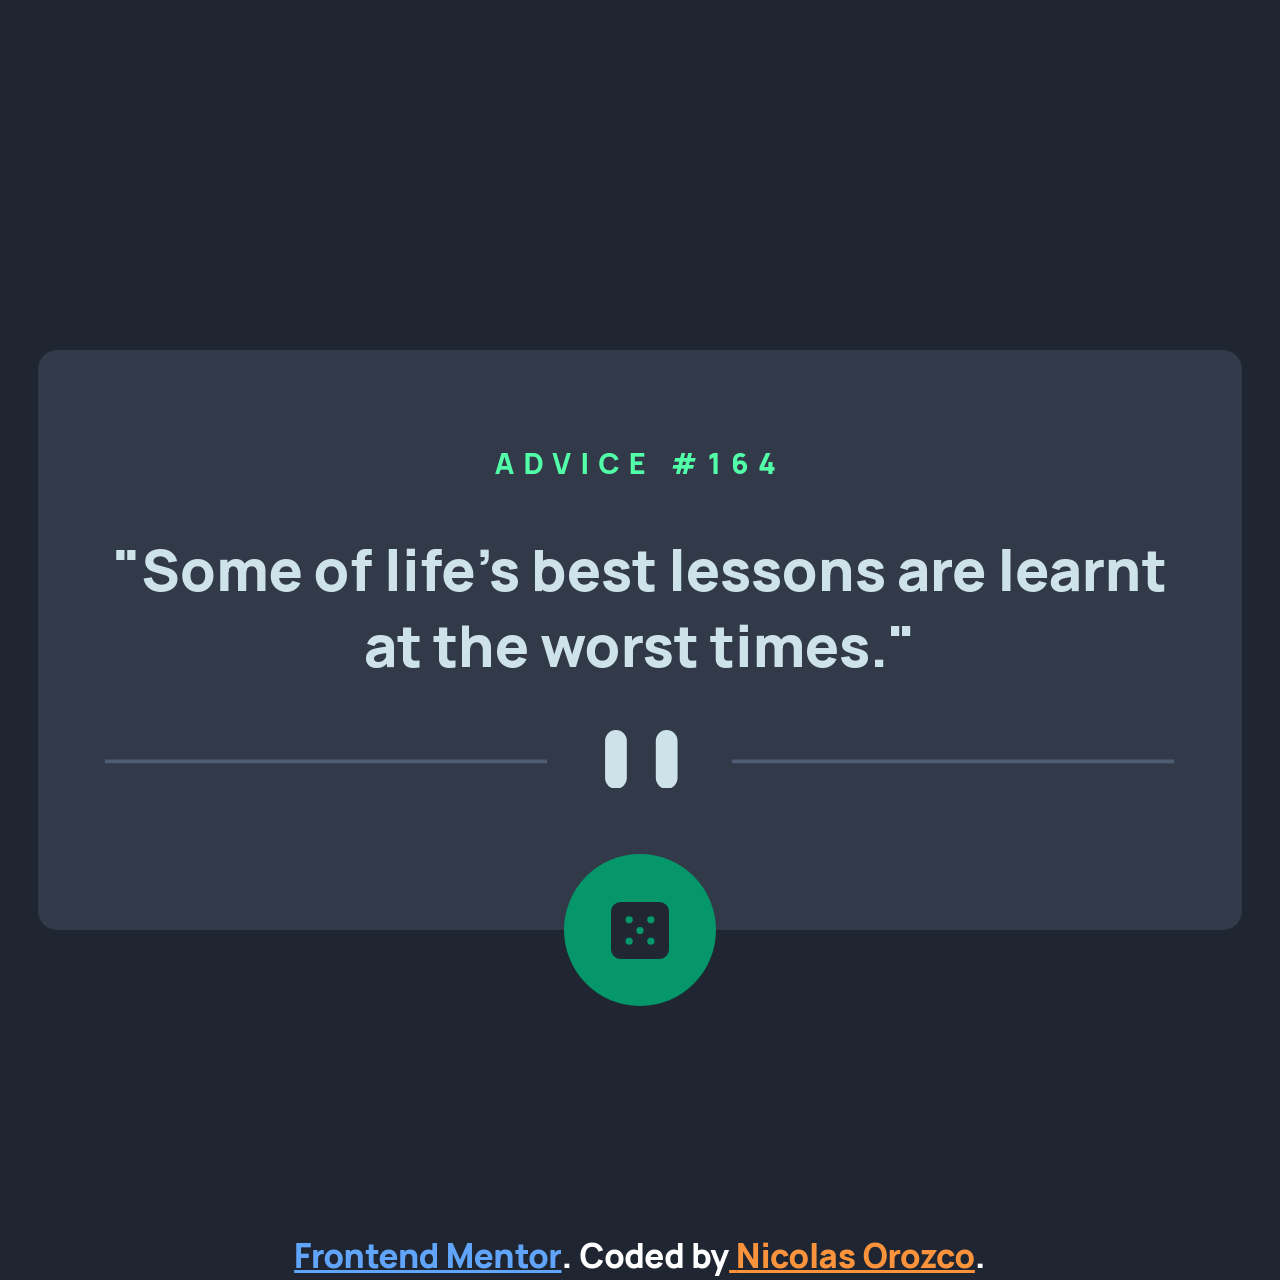 ADVICE #164
"Some of life’s best lessons are learnt
at the worst times."
Frontend Mentor. Coded by Nicolas Orozco.